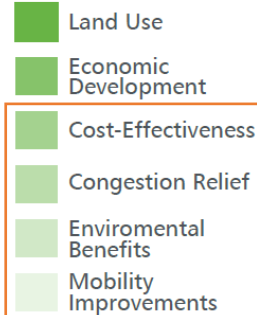 Land Use
Economic
Development
Cost-Effectiveness
Congestion Relief
Enviromental
Benefits
Mobility
Improvements